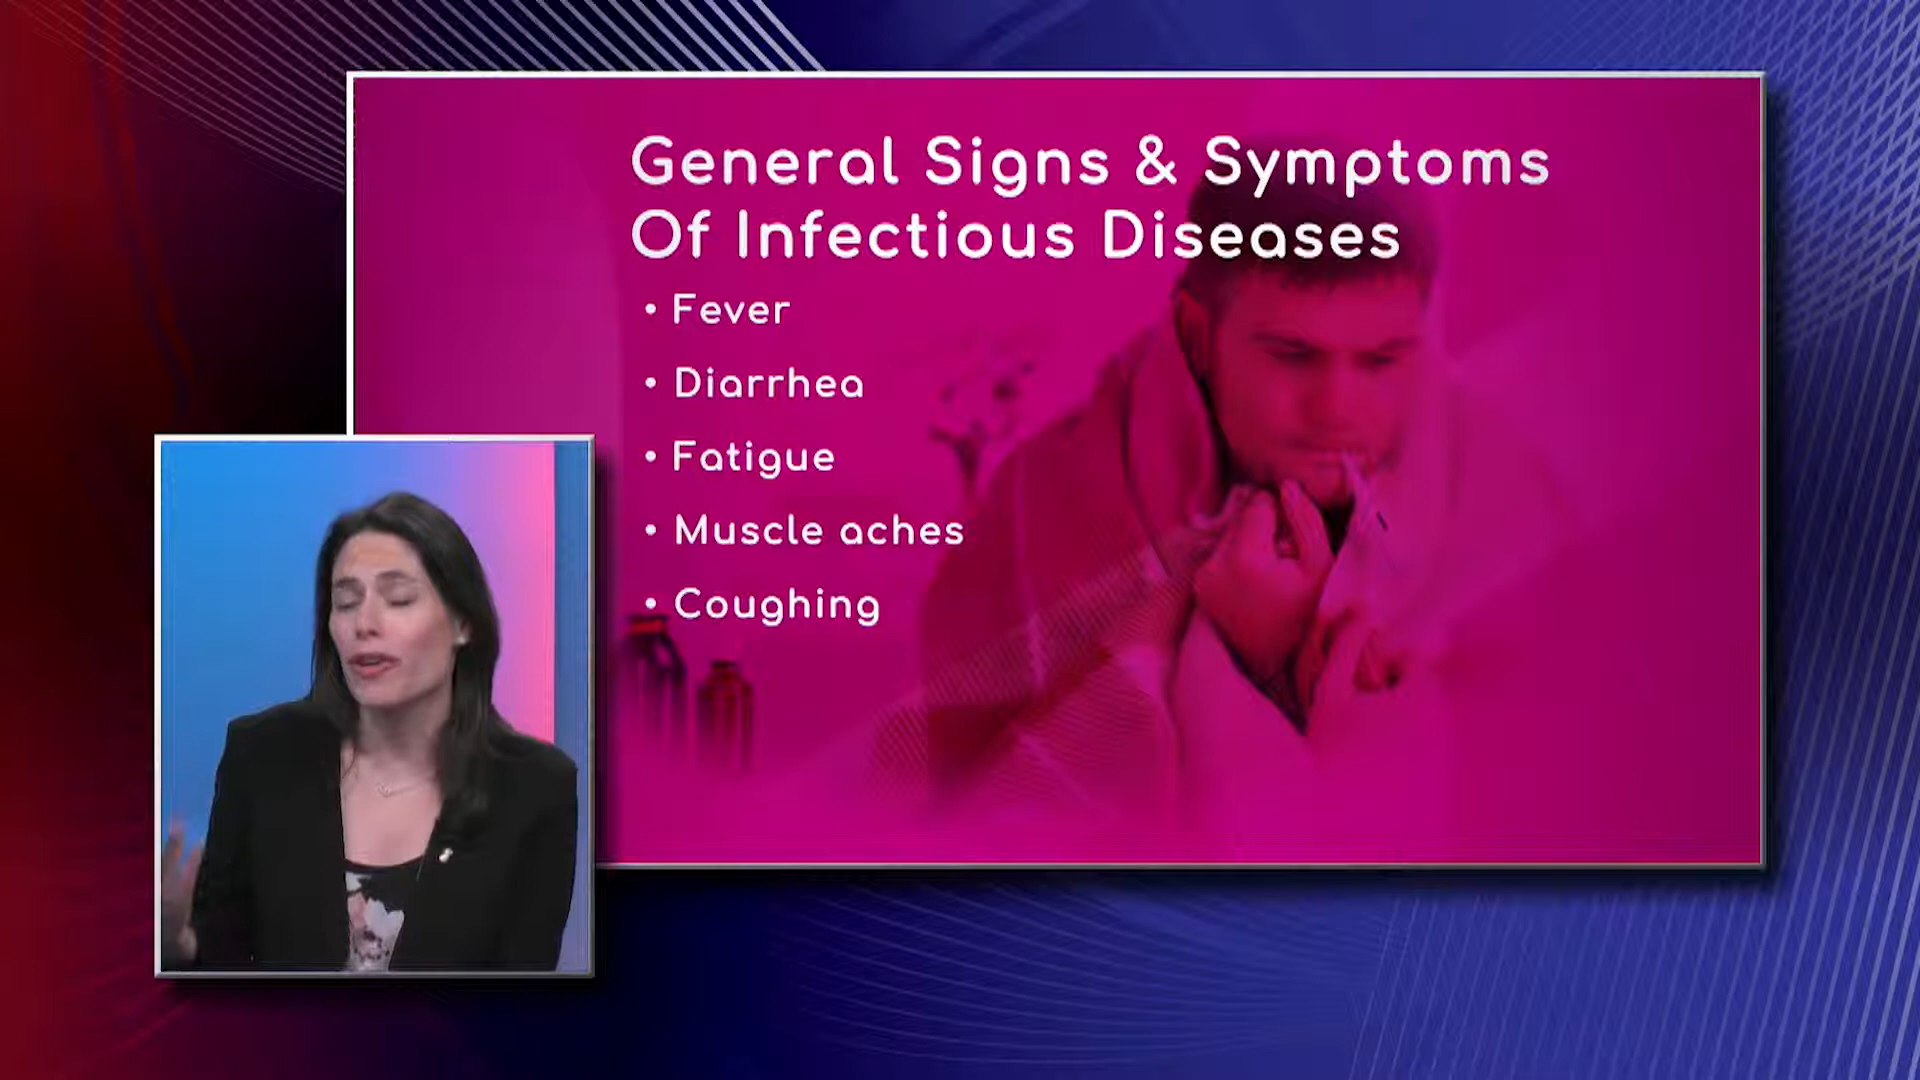 General Signs & Symptoms
Of Infectious Diseases
• Fever
• Diarrhea
• Fatigue
• Muscle aches
• Coughing